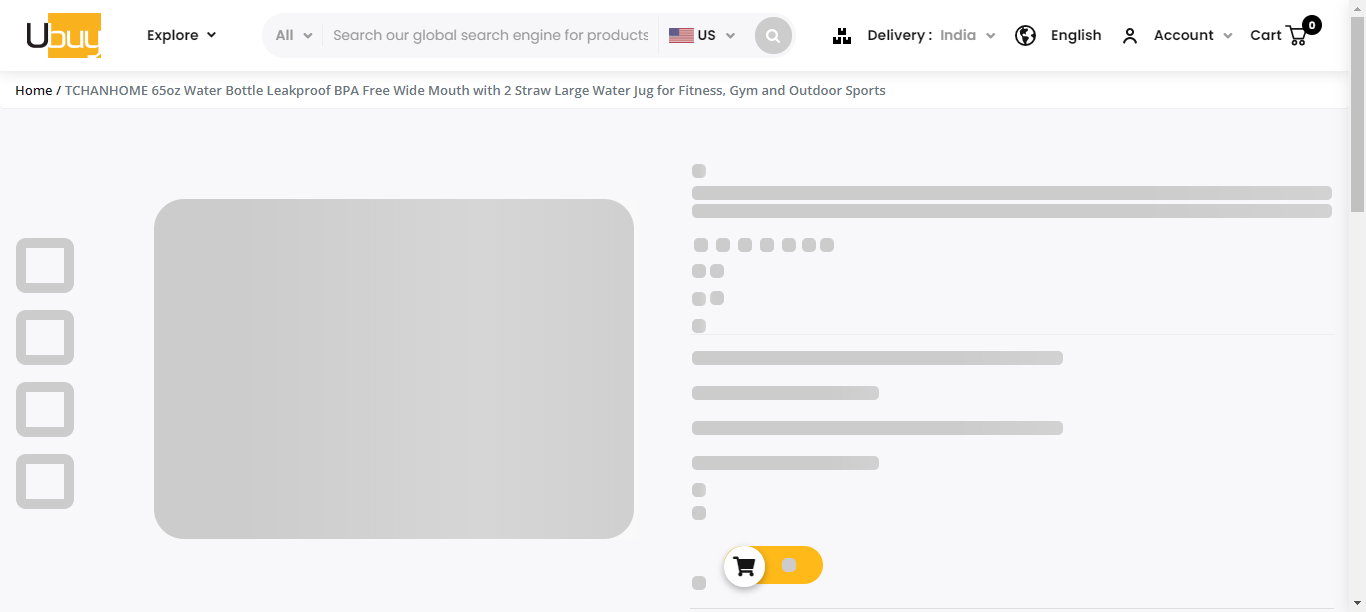 Ubuy
Explore
All
Search our global search engine for products
US
Delivery : India
English
Account
Cart
0
Home / TCHANHOME 65oz Water Bottle Leakproof BPA Free Wide Mouth with 2 Straw Large Water Jug for Fitness, Gym and Outdoor Sports